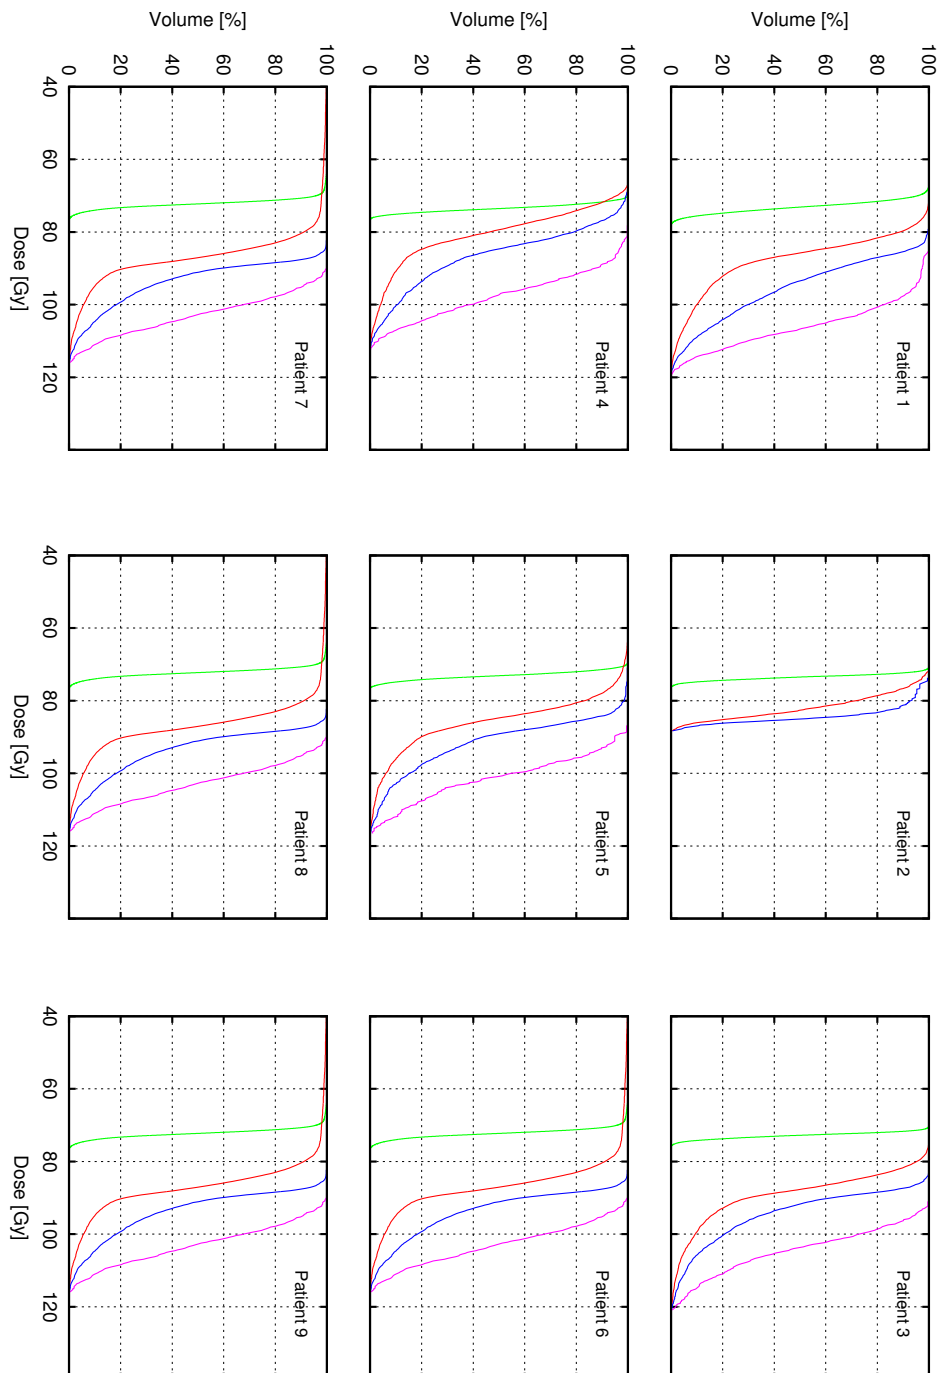 Volume [%]
100
80
60
40
20
0
Patient 1
Patient 2
Patient 3
Volume [%]
100
80
60
40
20
0
Patient 4
Patient 5
Patient 6
Volume [%]
100
80
60
40
20
0
Patient 7
Patient 8
Patient 9
40 60 80 100 120
40 60 80 100 120
40 60 80 100 120
Dose [Gy]
Dose [Gy]
Dose [Gy]